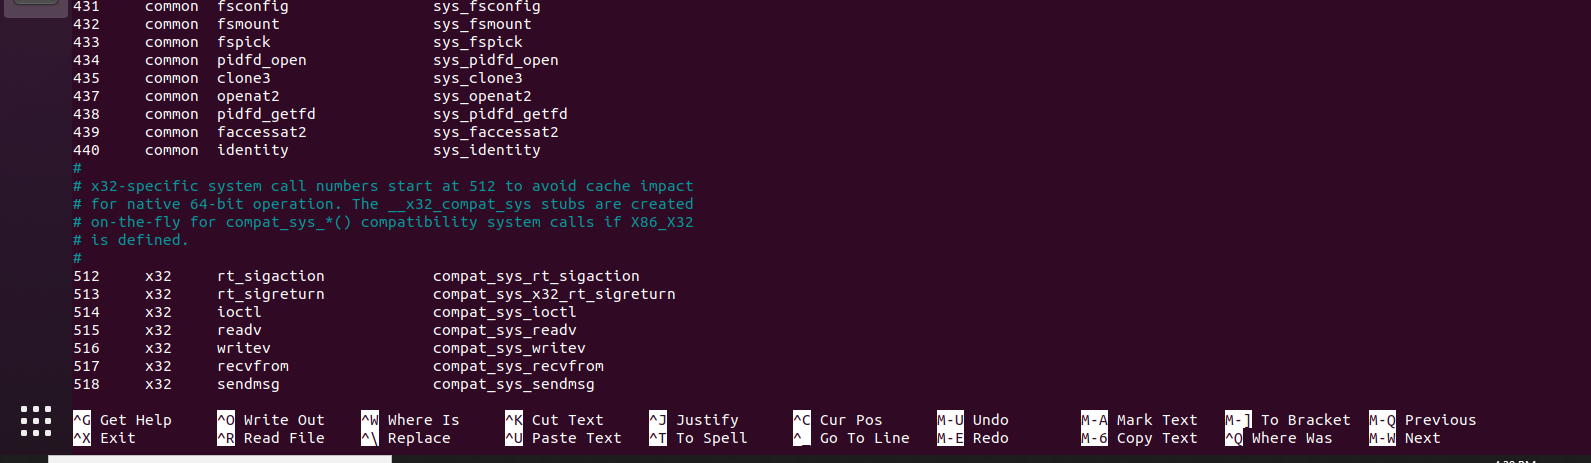 431 common fsconfig sys_fsconfig
432 common fsmount sys_fsmount
433 common fspick sys_fspick
434 common pidfd_open sys_pidfd_open
435 common clone3 sys_clone3
437 common openat2 sys_openat2
438 common pidfd_getfd sys_pidfd_getfd
439 common faccessat2 sys_faccessat2
440 common identity sys_identity
#
# x32-specific system call numbers start at 512 to avoid cache impact
# for native 64-bit operation. The __x32_compat_sys stubs are created
# on-the-fly for compat_sys_*() compatibility system calls if X86_X32
# is defined.
#
512 x32 rt_sigaction compat_sys_rt_sigaction
513 x32 rt_sigreturn compat_sys_x32_rt_sigreturn
514 x32 ioctl compat_sys_ioctl
515 x32 readv compat_sys_readv
516 x32 writev compat_sys_writev
517 x32 recvfrom compat_sys_recvfrom
518 x32 sendmsg compat_sys_sendmsg
^G Get Help ^O Write Out ^W Where Is ^K Cut Text ^J Justify ^C Cur Pos M-U Undo M-A Mark Text M-] To Bracket M-Q Previous
^X Exit ^R Read File ^\ Replace ^U Paste Text ^T To Spell ^_ Go To Line M-E Redo M-6 Copy Text ^Q Where Was M-W Next